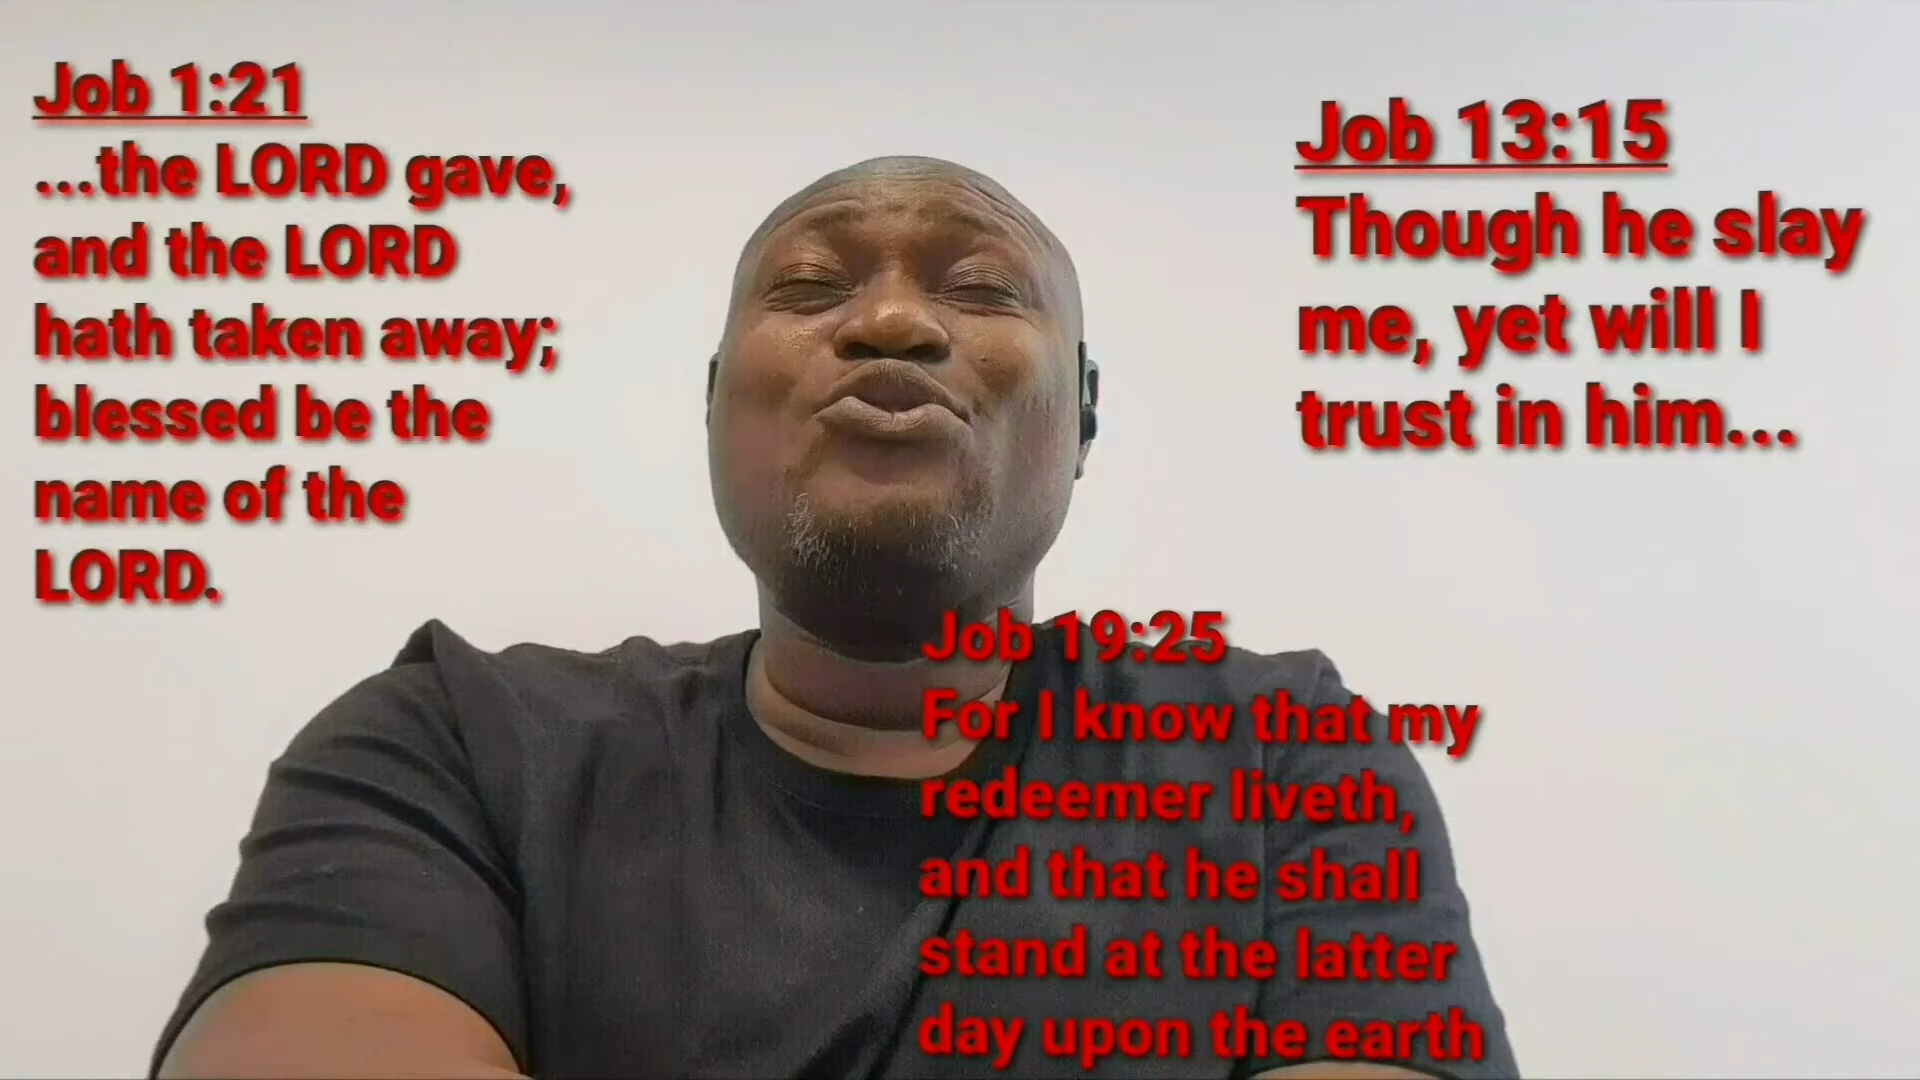 Job 1:21
...the LORD gave,
and the LORD
hath taken away;
blessed be the
name of the
LORD.
Job 13:15
Though he slay
me, yet will I
trust in him...
Job 19:25
For I know that my
redeemer liveth,
and that he shall
stand at the latter
day upon the earth